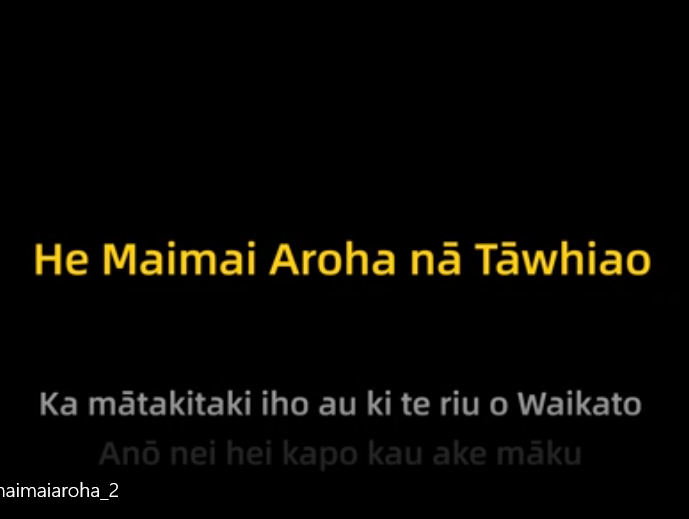 He Maimai Aroha nā Tāwhiao
Ka mātakitaki iho au ki te riu o Waikato
Anō nei hei kapo kau ake māku
naimaiaroha_2